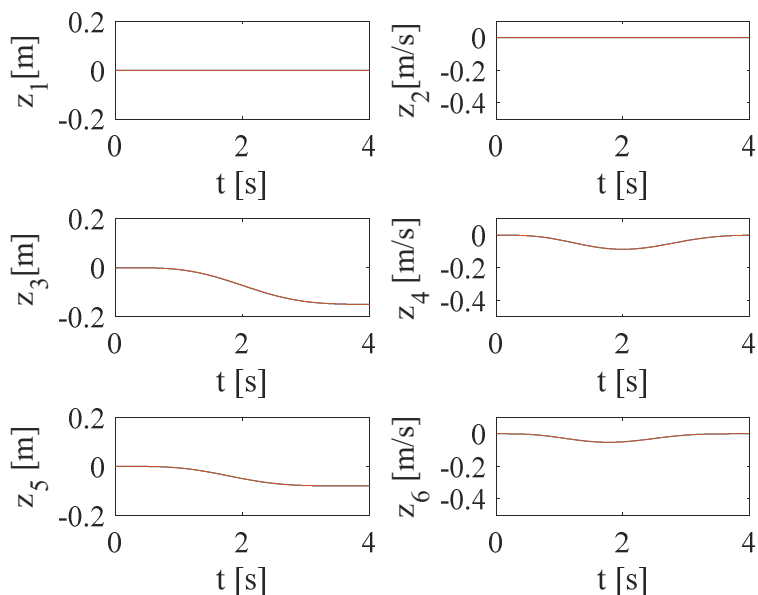 0.2
0
-0.2
z₁[m]
0 2 4
t [s]
0
-0.2
-0.4
z₂[m/s]
0 2 4
t [s]
0.2
0
-0.2
z₃[m]
0 2 4
t [s]
0
-0.2
-0.4
z₄ [m/s]
0 2 4
t [s]
0.2
0
-0.2
z₅ [m]
0 2 4
t [s]
0
-0.2
-0.4
z₆ [m/s]
0 2 4
t [s]